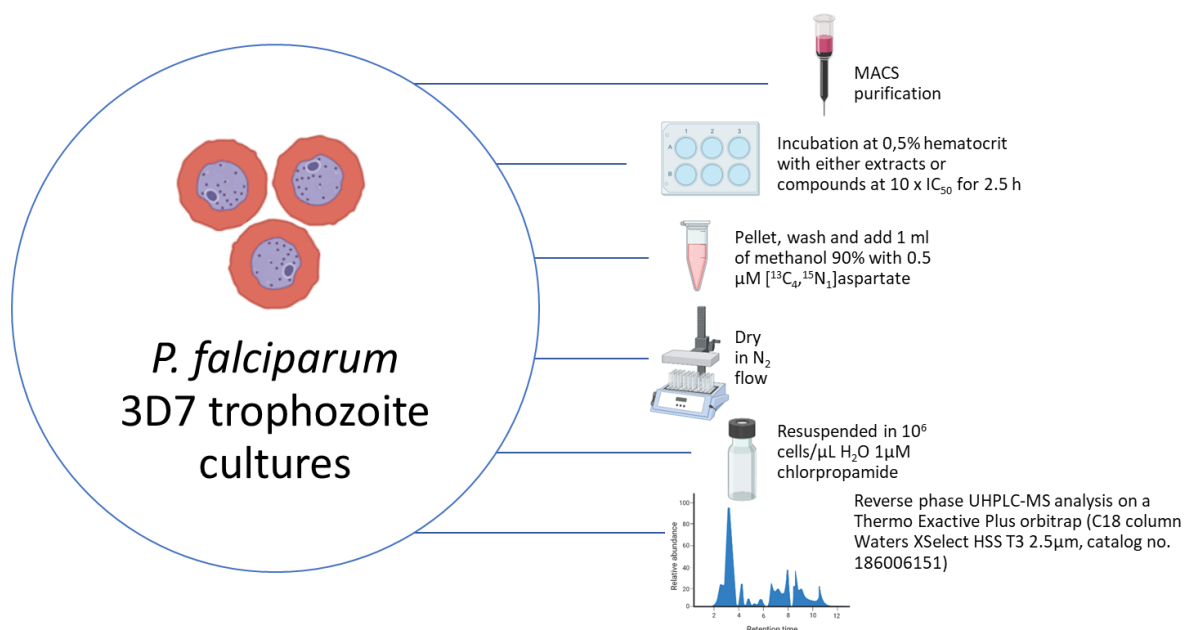 P. falciparum
3D7 trophozoite
cultures
MACS
purification
1 2 3
A
B
Incubation at 0,5% hematocrit
with either extracts or
compounds at 10 x IC50 for 2.5 h
Pellet, wash and add 1 ml
of methanol 90% with 0.5
µM [13C4,15N1]aspartate
Dry
in N2
flow
Resuspended in 10⁶
cells/µL H2O 1µM
chlorpropamide
Reverse phase UHPLC-MS analysis on a
Thermo Exactive Plus orbitrap (C18 column
Waters XSelect HSS T3 2.5µm, catalog no.
186006151)
Relative abundance
100
80
60
40
20
0
2 4 6 8 10 12
Retention time